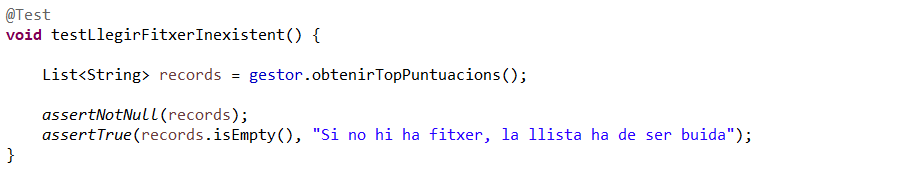 @Test
void testLlegirFitxerInexistent() {
List<String> records = gestor.obtenirTopPuntuacions();
assertNotNull(records);
assertTrue(records.isEmpty(), "Si no hi ha fitxer, la llista ha de ser buida");
}